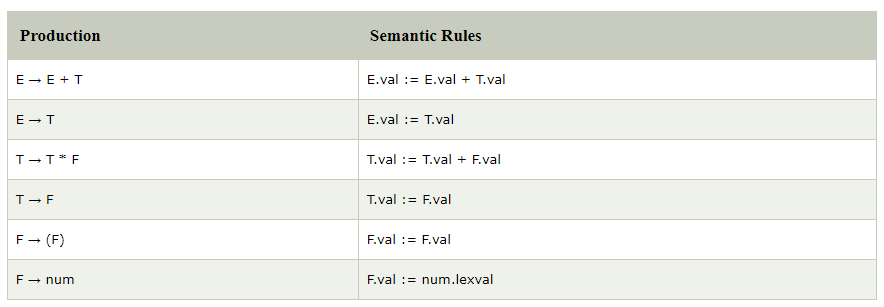 Production Semantic Rules
E → E + T E.val := E.val + T.val
E → T E.val := T.val
T → T * F T.val := T.val + F.val
T → F T.val := F.val
F → (F) F.val := F.val
F → num F.val := num.lexval